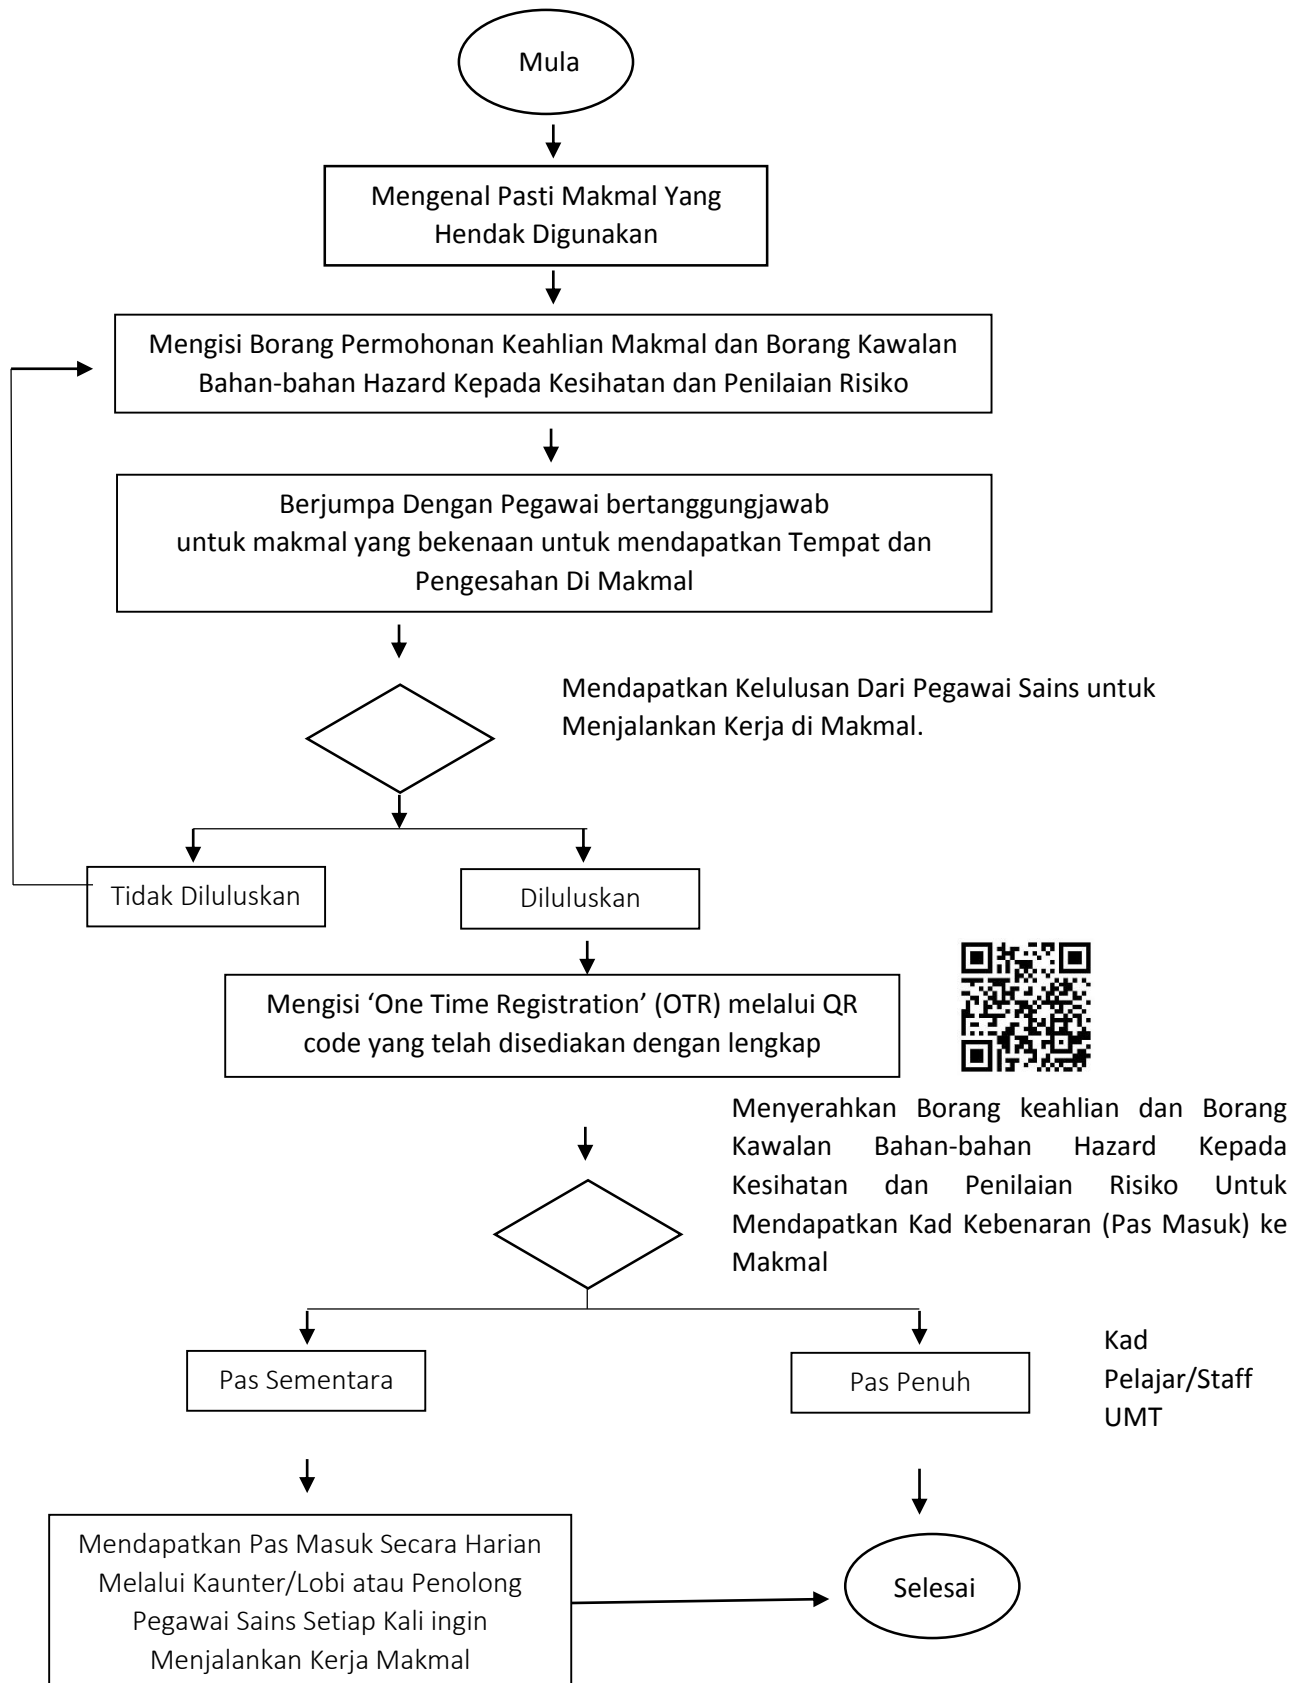 Mula
Mengenal Pasti Makmal Yang
Hendak Digunakan
Mengisi Borang Permohonan Keahlian Makmal dan Borang Kawalan
Bahan-bahan Hazard Kepada Kesihatan dan Penilaian Risiko
Berjumpa Dengan Pegawai bertanggungjawab
untuk makmal yang bekenaan untuk mendapatkan Tempat dan
Pengesahan Di Makmal
Mendapatkan Kelulusan Dari Pegawai Sains untuk
Menjalankan Kerja di Makmal.
Tidak Diluluskan
Diluluskan
Mengisi ‘One Time Registration’ (OTR) melalui QR
code yang telah disediakan dengan lengkap
Menyerahkan Borang keahlian dan Borang
Kawalan Bahan-bahan Hazard Kepada
Kesihatan dan Penilaian Risiko Untuk
Mendapatkan Kad Kebenaran (Pas Masuk) ke
Makmal
Pas Sementara
Pas Penuh
Kad
Pelajar/Staff
UMT
Mendapatkan Pas Masuk Secara Harian
Melalui Kaunter/Lobi atau Penolong
Pegawai Sains Setiap Kali ingin
Menjalankan Kerja Makmal
Selesai